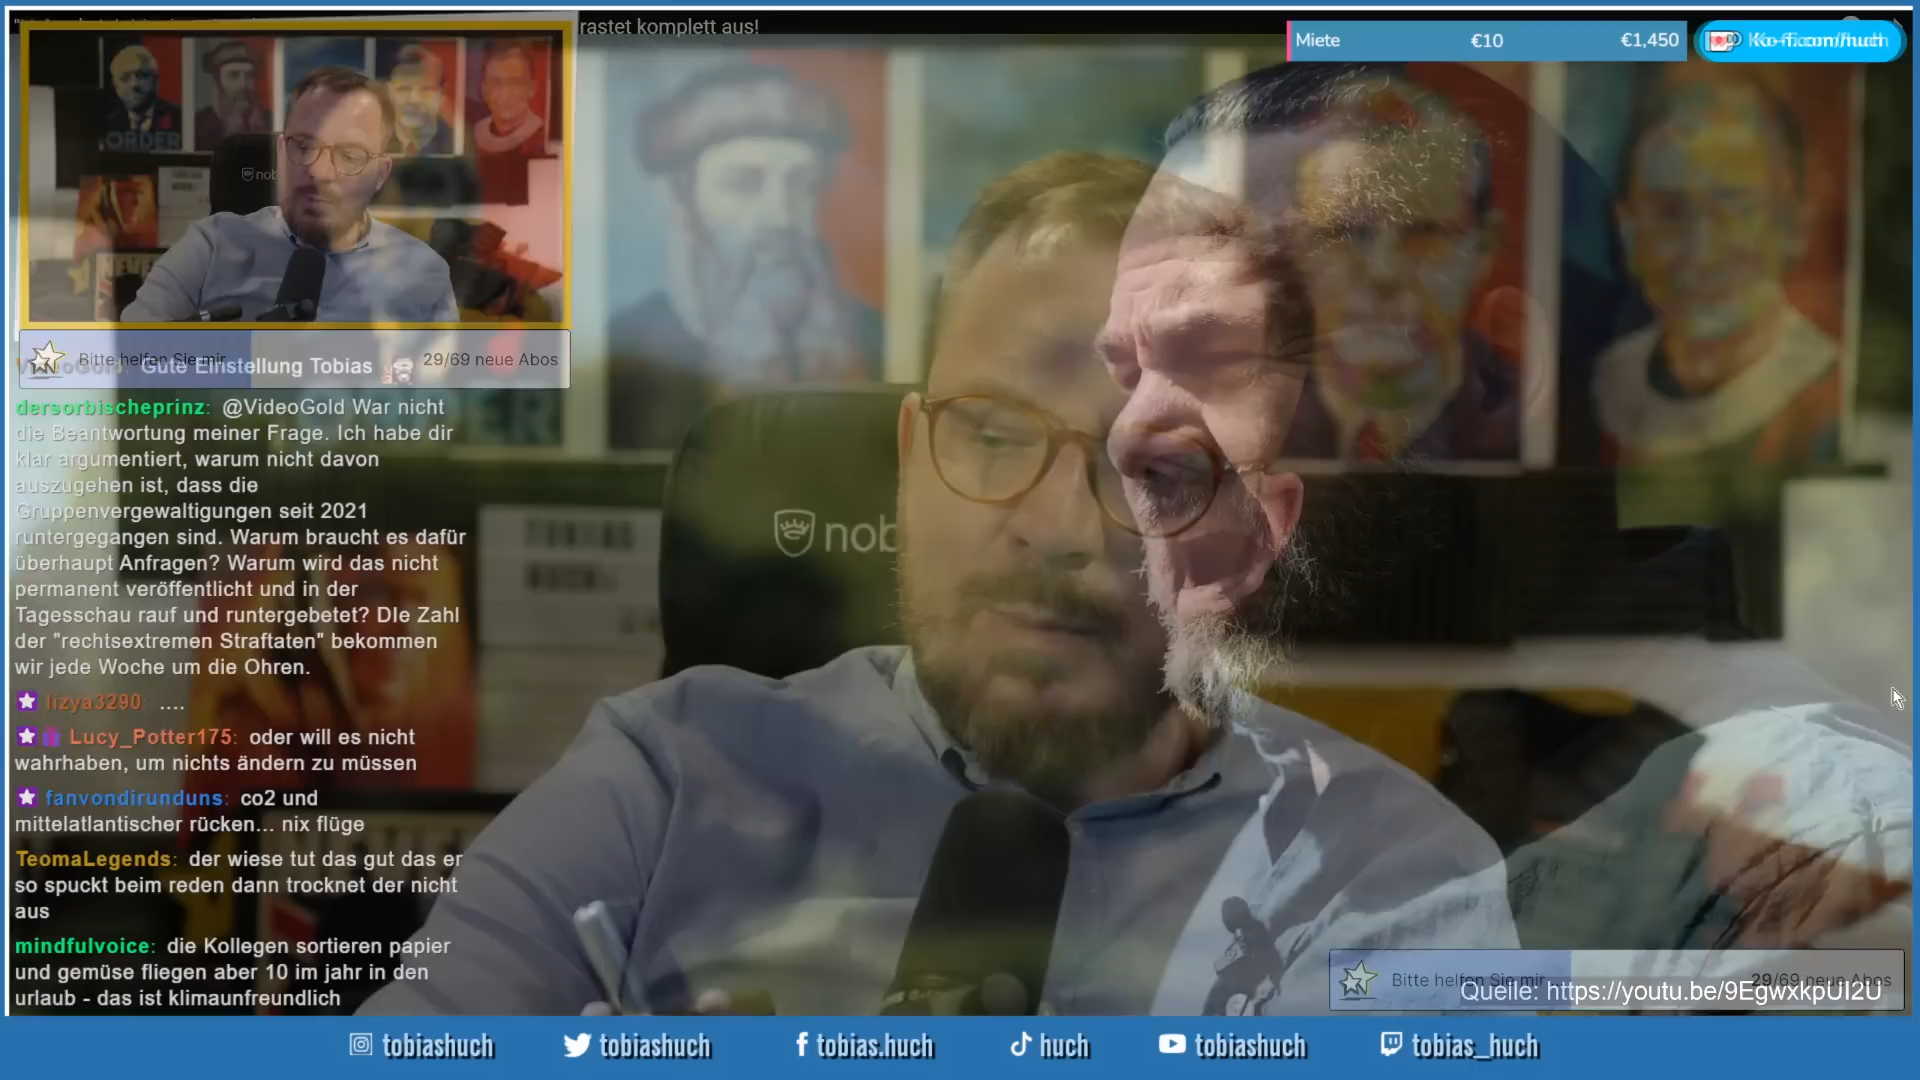 rastet komplett aus!
Miete €10 €1,450
Ko-fi.com/huch
ORDER
nob
NEVE
Bitte helfen Sie mir 29/69 neue Abos
VideoGold: Gute Einstellung Tobias
dersorbischeprinz: @VideoGold War nicht
die Beantwortung meiner Frage. Ich habe dir
klar argumentiert, warum nicht davon
auszugehen ist, dass die
Gruppenvergewaltigungen seit 2021
runtergegangen sind. Warum braucht es dafür
überhaupt Anfragen? Warum wird das nicht
permanent veröffentlicht und in der
Tagesschau rauf und runtergebetet? DIe Zahl
der "rechtsextremen Straftaten" bekommen
wir jede Woche um die Ohren.
lizya3290: ....
Lucy_Potter175: oder will es nicht
wahrhaben, um nichts ändern zu müssen
fanvondirunduns: co2 und
mittelatlantischer rücken... nix flüge
TeomaLegends: der wiese tut das gut das er
so spuckt beim reden dann trocknet der nicht
aus
mindfulvoice: die Kollegen sortieren papier
und gemüse fliegen aber 10 im jahr in den
urlaub - das ist klimaunfreundlich
TOBIAS
HUCH:
nob
Bitte helfen Sie mir 29/69 neue Abos
Quelle: https://youtu.be/9EgwxkpUI2U
tobiashuch tobiashuch tobias.huch huch tobiashuch tobias_huch